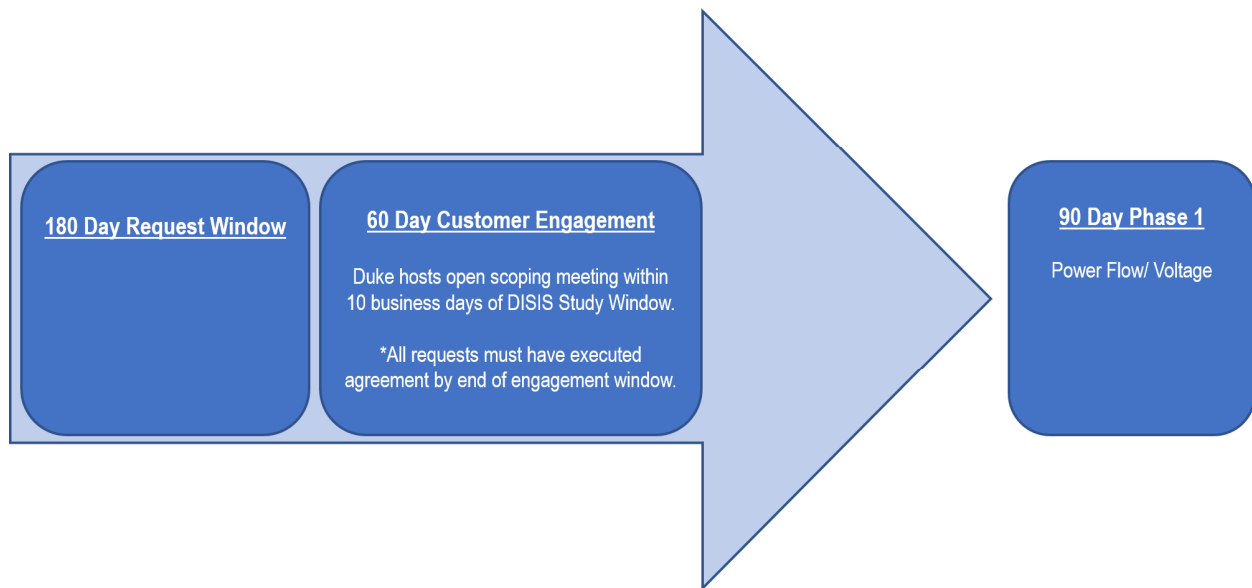 180 Day Request Window
60 Day Customer Engagement
Duke hosts open scoping meeting within
10 business days of DISIS Study Window.
*All requests must have executed
agreement by end of engagement window.
90 Day Phase 1
Power Flow/ Voltage